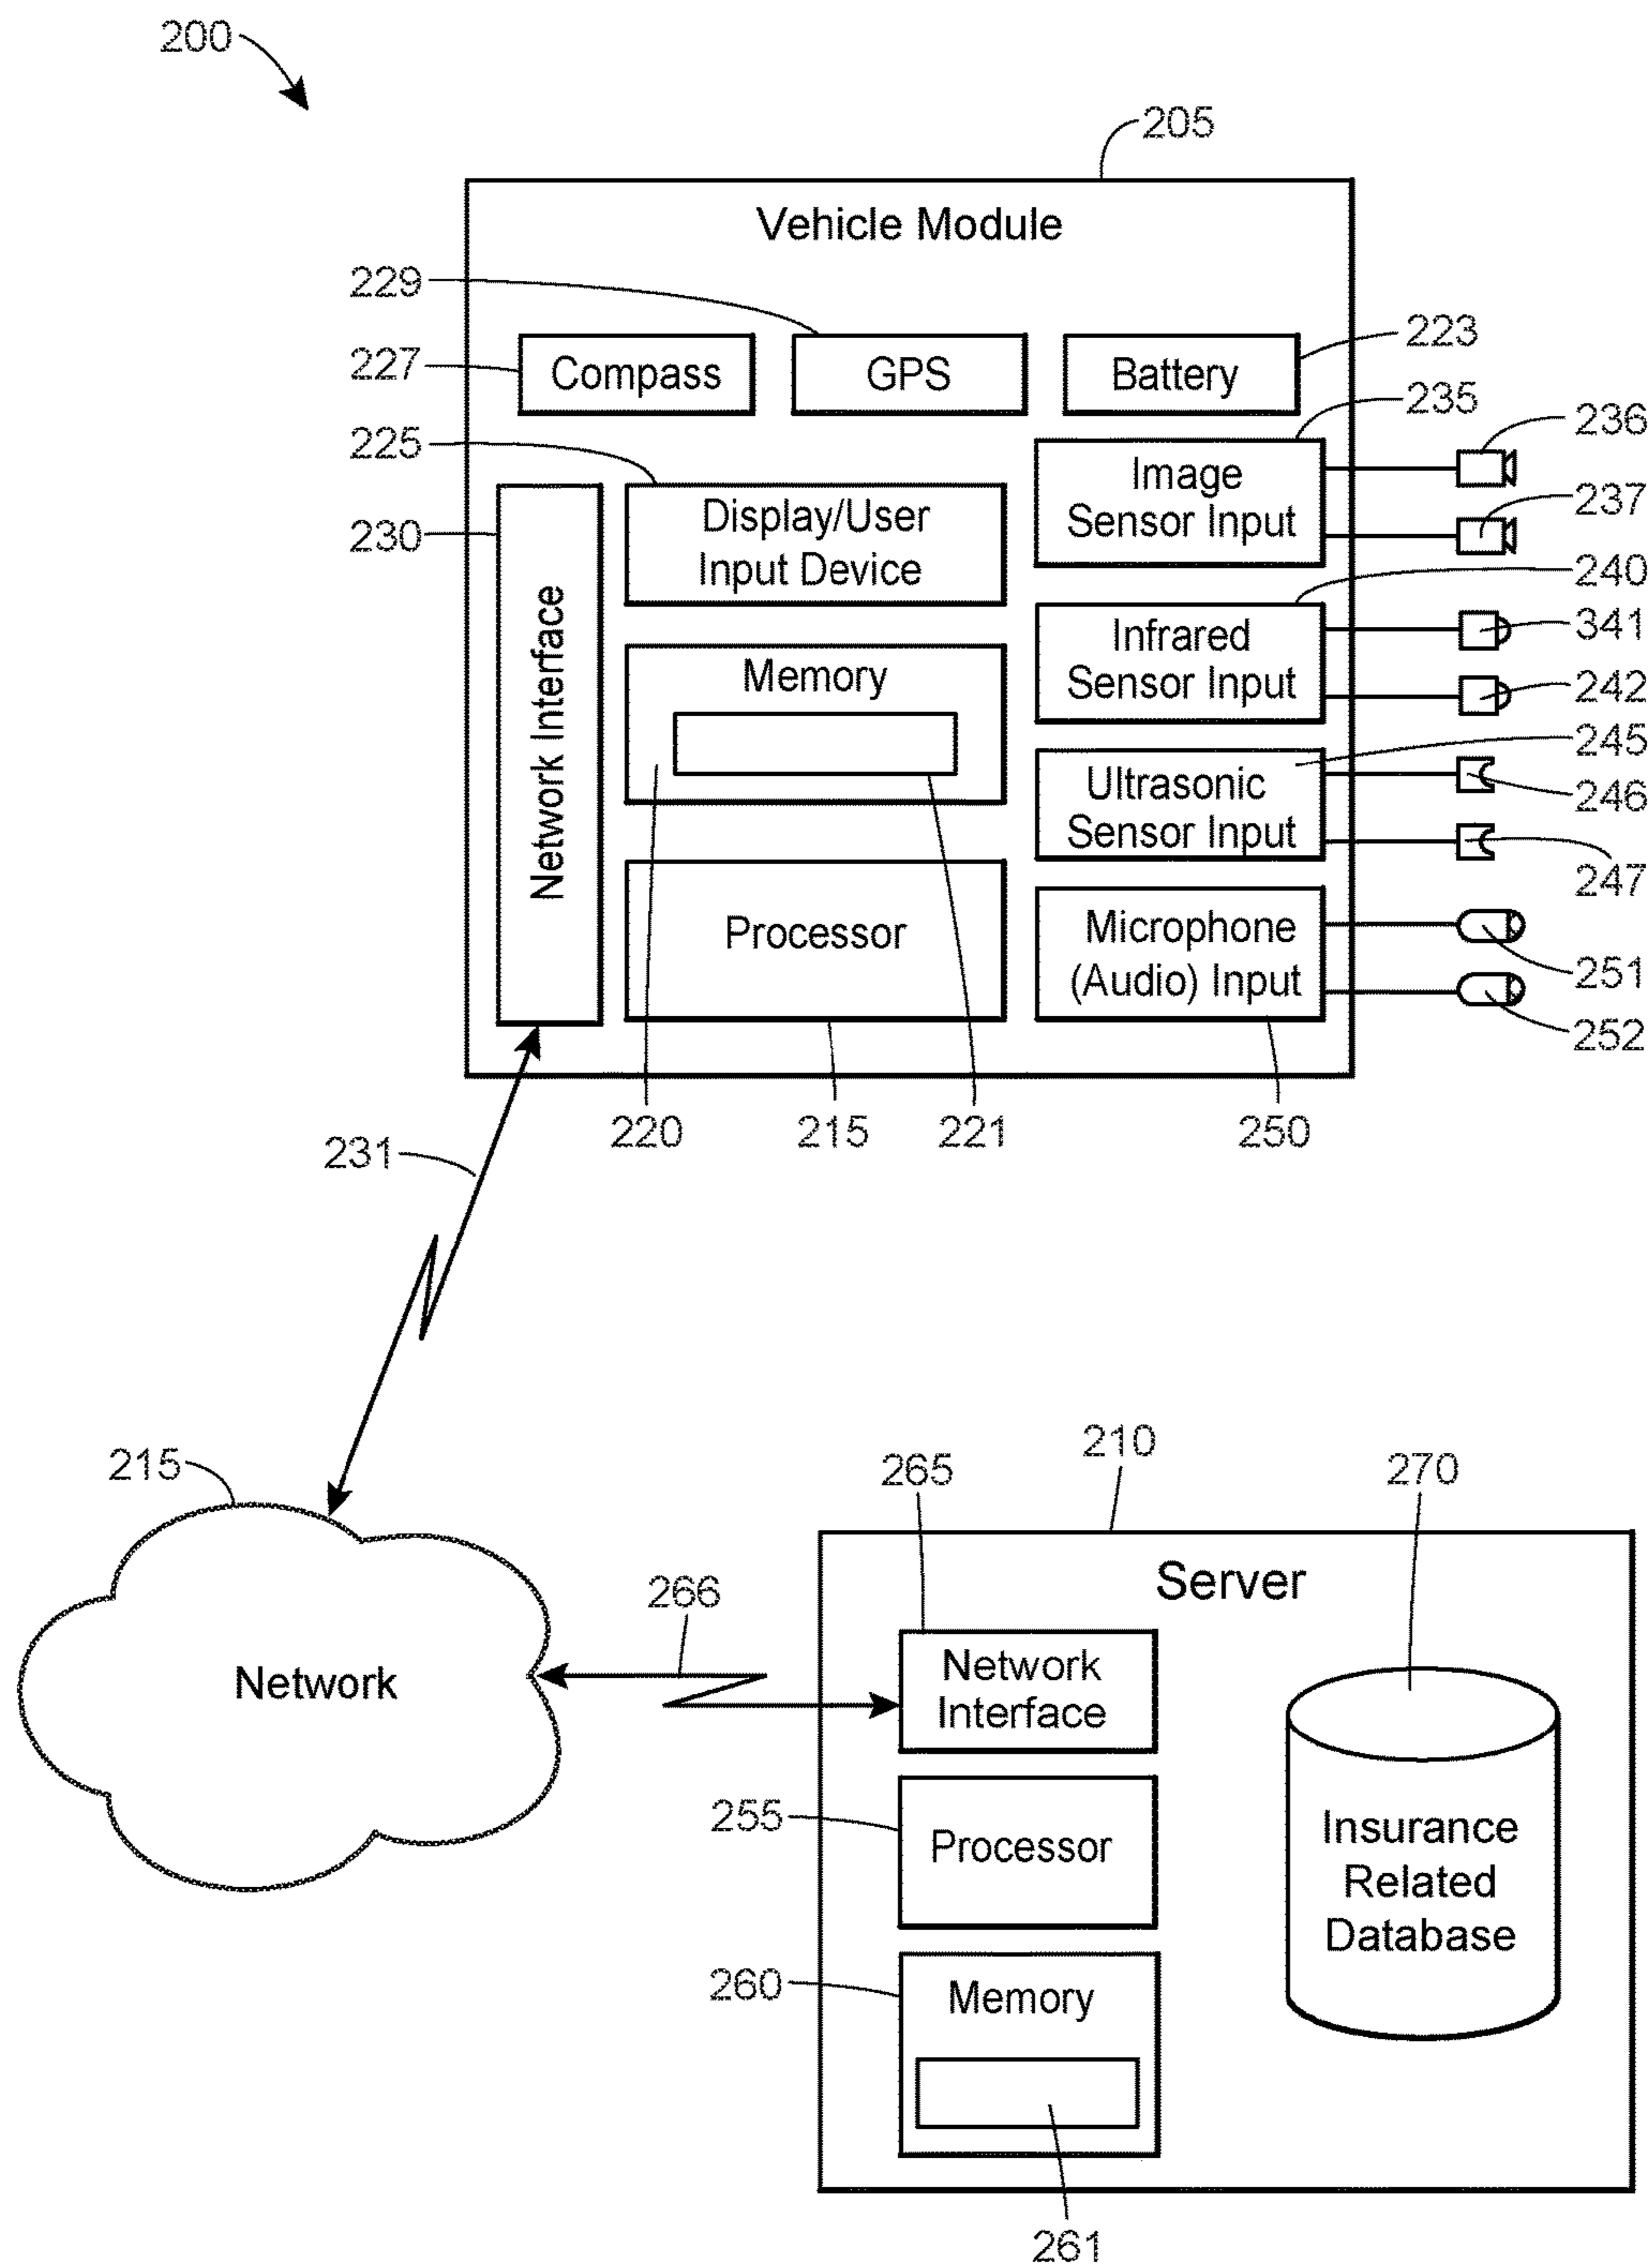 200
205
Vehicle Module
229
227
Compass
GPS
Battery
223
235
225
230
Network Interface
Display/User
Input Device
Image
Sensor Input
236
237
240
Memory
Infrared
Sensor Input
341
242
245
Ultrasonic
Sensor Input
246
247
Processor
Microphone
(Audio) Input
251
252
220
215
221
250
231
215
Network
266
210
265
270
Server
Network
Interface
255
Processor
Insurance
Related
Database
260
Memory
261